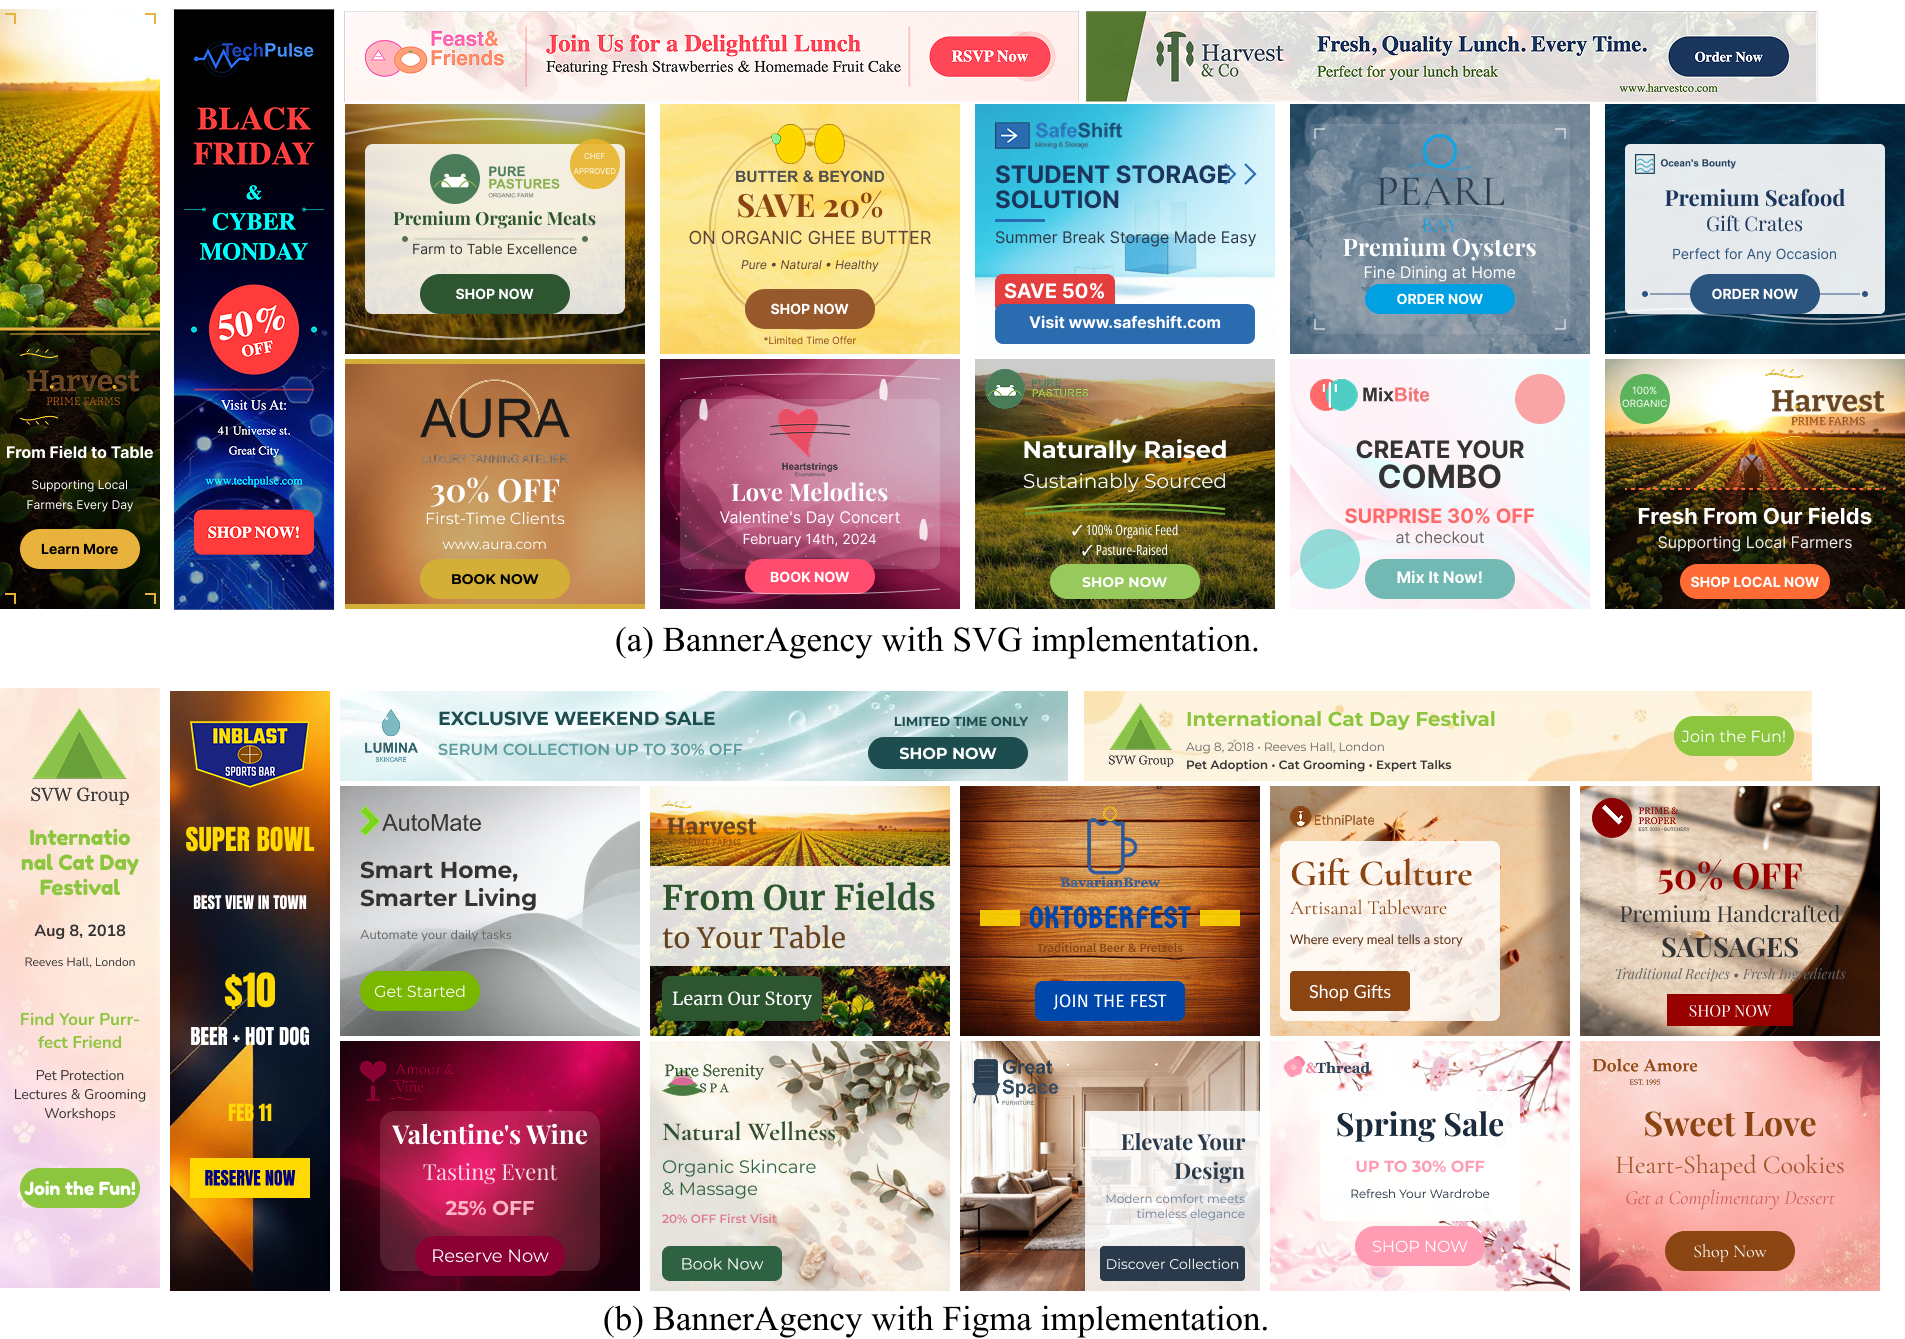 Harvest
PRIME FARMS
From Field to Table
Supporting Local
Farmers Every Day
Learn More
TechPulse
BLACK
FRIDAY
&
CYBER
MONDAY
50%
OFF
Visit Us At:
41 Universe st.
Great City
www.techpulse.com
SHOP NOW!
Feast&
Friends
Join Us for a Delightful Lunch
Featuring Fresh Strawberries & Homemade Fruit Cake
RSVP Now
Harvest
& Co
Fresh, Quality Lunch. Every Time.
Perfect for your lunch break
Order Now
www.harvestco.com
PURE
PASTURES
ORGANIC FARM
CHEF
APPROVED
Premium Organic Meats
Farm to Table Excellence
SHOP NOW
BUTTER & BEYOND
SAVE 20%
ON ORGANIC GHEE BUTTER
Pure • Natural • Healthy
SHOP NOW
*Limited Time Offer
SafeShift
Moving & Storage
STUDENT STORAGE
SOLUTION
Summer Break Storage Made Easy
SAVE 50%
Visit www.safeshift.com
PEARL
BAY
Premium Oysters
Fine Dining at Home
ORDER NOW
Ocean's Bounty
Premium Seafood
Gift Crates
Perfect for Any Occasion
ORDER NOW
AURA
LUXURY TANNING ATELIER
30% OFF
First-Time Clients
www.aura.com
BOOK NOW
Heartstrings
Love Melodies
Valentine's Day Concert
February 14th, 2024
BOOK NOW
PURE
PASTURES
Naturally Raised
Sustainably Sourced
✓ 100% Organic Feed
✓ Pasture-Raised
SHOP NOW
MixBite
CREATE YOUR
COMBO
SURPRISE 30% OFF
at checkout
Mix It Now!
100%
ORGANIC
Harvest
PRIME FARMS
Fresh From Our Fields
Supporting Local Farmers
SHOP LOCAL NOW
(a) BannerAgency with SVG implementation.
SVW Group
Internatio
nal Cat Day
Festival
Aug 8, 2018
Reeves Hall, London
Find Your Purr-
fect Friend
Pet Protection
Lectures & Grooming
Workshops
Join the Fun!
INBLAST
SPORTS BAR
SUPER BOWL
BEST VIEW IN TOWN
$10
BEER + HOT DOG
FEB 11
RESERVE NOW
LUMINA
SKINCARE
EXCLUSIVE WEEKEND SALE
SERUM COLLECTION UP TO 30% OFF
LIMITED TIME ONLY
SHOP NOW
SVW Group
International Cat Day Festival
Aug 8, 2018 • Reeves Hall, London
Pet Adoption • Cat Grooming • Expert Talks
Join the Fun!
AutoMate
Smart Home,
Smarter Living
Automate your daily tasks
Get Started
Harvest
PRIME FARMS
From Our Fields
to Your Table
Learn Our Story
BavarianBrew
OKTOBERFEST
Traditional Beer & Pretzels
JOIN THE FEST
EthniPlate
Gift Culture
Artisanal Tableware
Where every meal tells a story
Shop Gifts
PRIME &
PROPER
EST. 2020 • BUTCHERY
50% OFF
Premium Handcrafted
SAUSAGES
Traditional Recipes • Fresh Ingredients
SHOP NOW
Amour &
Vine
Valentine's Wine
Tasting Event
25% OFF
Reserve Now
Pure Serenity
SPA
Natural Wellness
Organic Skincare
& Massage
20% OFF First Visit
Book Now
Great
Space
FURNITURE
Elevate Your
Design
Modern comfort meets
timeless elegance
Discover Collection
&Thread
Spring Sale
UP TO 30% OFF
Refresh Your Wardrobe
SHOP NOW
Dolce Amore
EST. 1995
Sweet Love
Heart-Shaped Cookies
Get a Complimentary Dessert
Shop Now
(b) BannerAgency with Figma implementation.